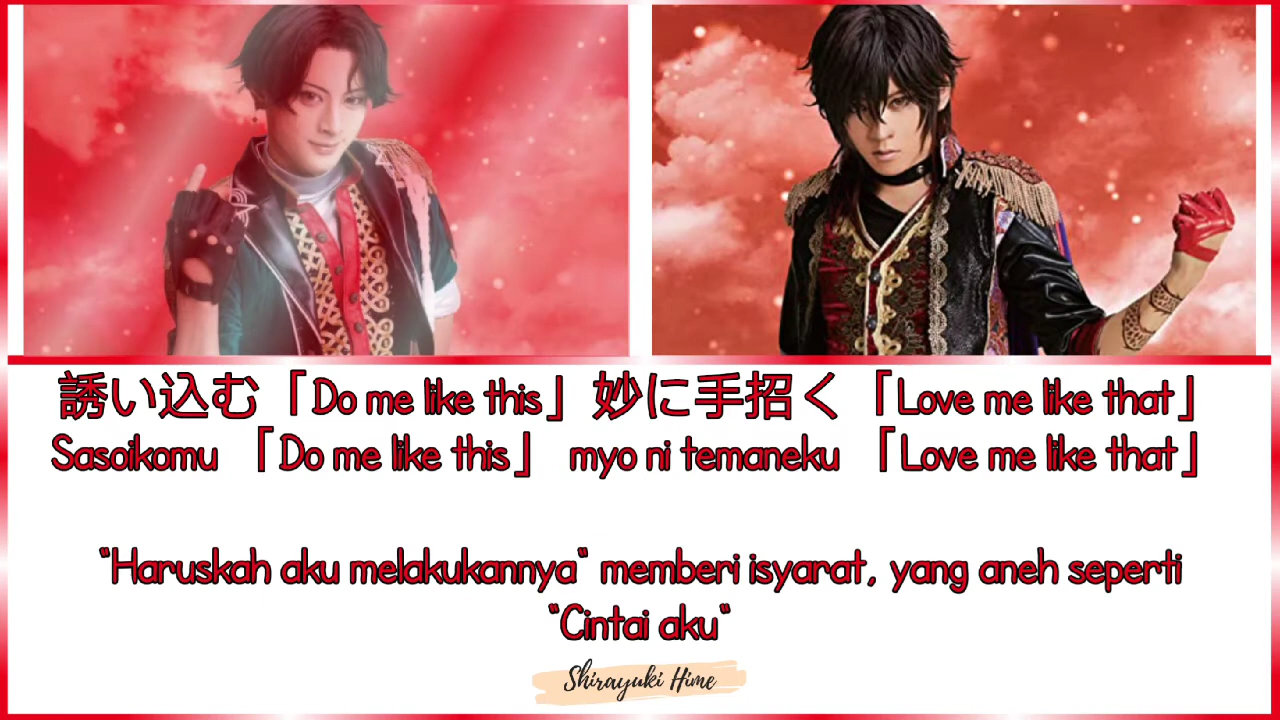 誘い込む「Do me like this」妙に手招く「Love me like that」
Sasoikomu 「Do me like this」 myo ni temaneku 「Love me like that」
"Haruskah aku melakukannya" memberi isyarat, yang aneh seperti
"Cintai aku"
Shirayuki Hime